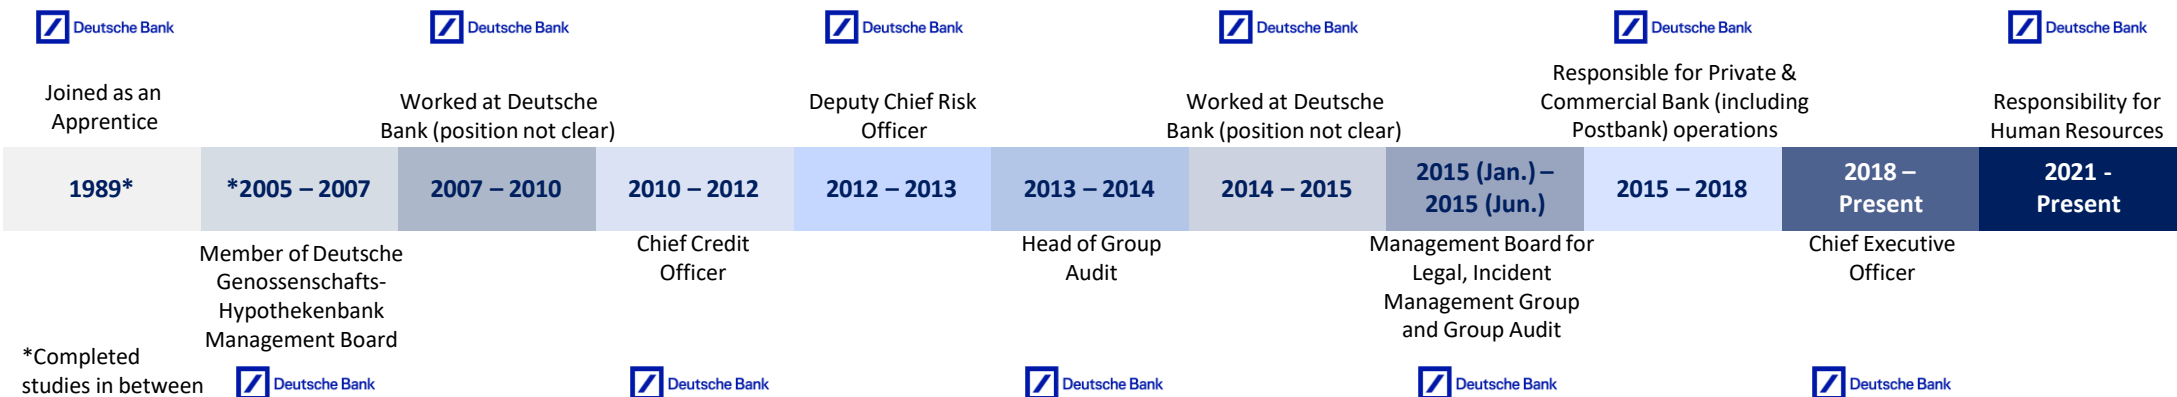 Deutsche Bank
Deutsche Bank
Deutsche Bank
Deutsche Bank
Deutsche Bank
Deutsche Bank
Joined as an
Apprentice
Worked at Deutsche
Bank (position not clear)
Deputy Chief Risk
Officer
Worked at Deutsche
Bank (position not clear)
Responsible for Private &
Commercial Bank (including
Postbank) operations
Responsibility for
Human Resources
1989*
*2005 – 2007
2007 – 2010
2010 – 2012
2012 – 2013
2013 – 2014
2014 – 2015
2015 (Jan.) –
2015 (Jun.)
2015 – 2018
2018 –
Present
2021 -
Present
Member of Deutsche
Genossenschafts-
Hypothekenbank
Management Board
Chief Credit
Officer
Head of Group
Audit
Management Board for
Legal, Incident
Management Group
and Group Audit
Chief Executive
Officer
*Completed
studies in between
Deutsche Bank
Deutsche Bank
Deutsche Bank
Deutsche Bank
Deutsche Bank